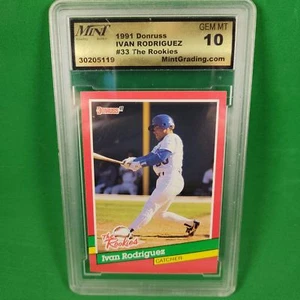 MINT
1991 Donruss
IVAN RODRIGUEZ
#33 The Rookies
30205119
GEM MT
10
MintGrading.com
Donruss
The
Rookies
Ivan Rodriguez
CATCHER